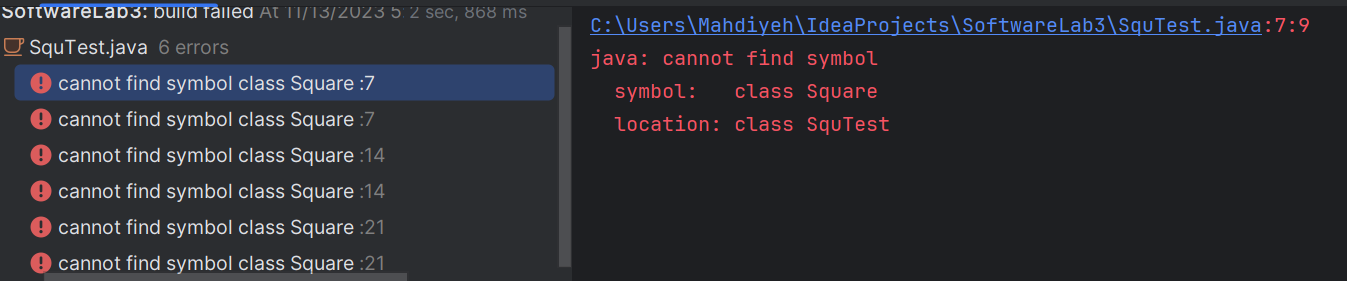 SoftwareLab3: build failed At 11/13/2023 5 2 sec, 868 ms
SquTest.java 6 errors
cannot find symbol class Square :7
cannot find symbol class Square :7
cannot find symbol class Square :14
cannot find symbol class Square :14
cannot find symbol class Square :21
cannot find symbol class Square :21
C:\Users\Mahdiyeh\IdeaProjects\SoftwareLab3\SquTest.java:7:9
java: cannot find symbol
  symbol:   class Square
  location: class SquTest